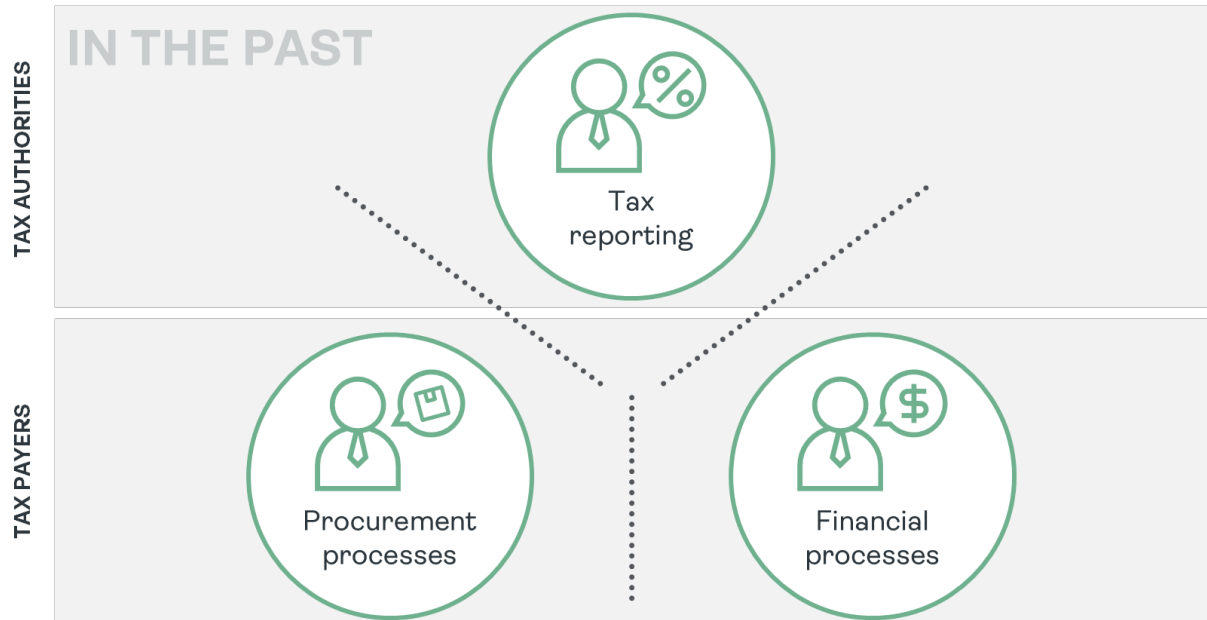 IN THE PAST
TAX AUTHORITIES
Tax
reporting
TAX PAYERS
Procurement
processes
Financial
processes